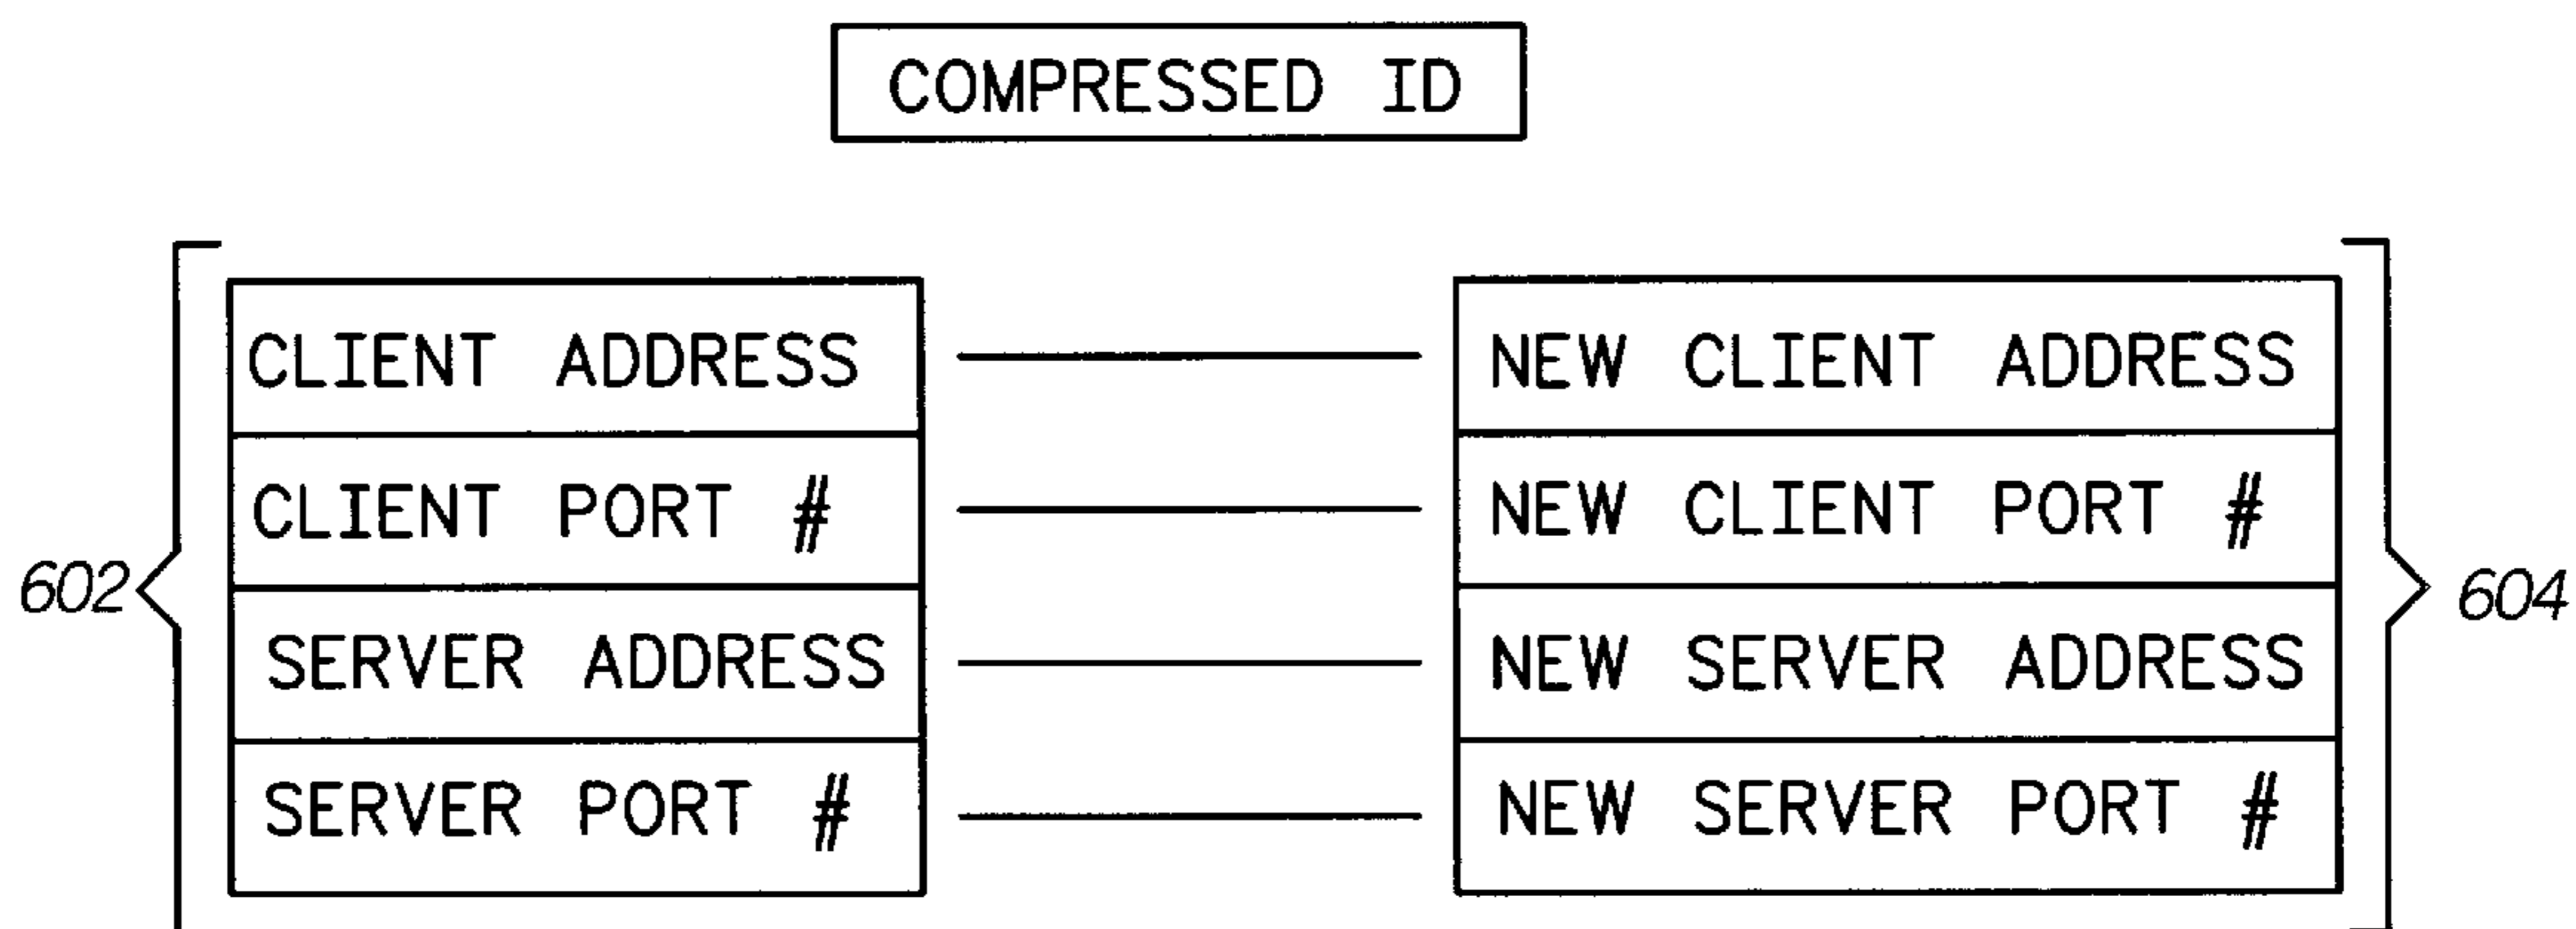 COMPRESSED ID
CLIENT ADDRESS NEW CLIENT ADDRESS
CLIENT PORT # NEW CLIENT PORT #
602 604
SERVER ADDRESS NEW SERVER ADDRESS
SERVER PORT # NEW SERVER PORT #